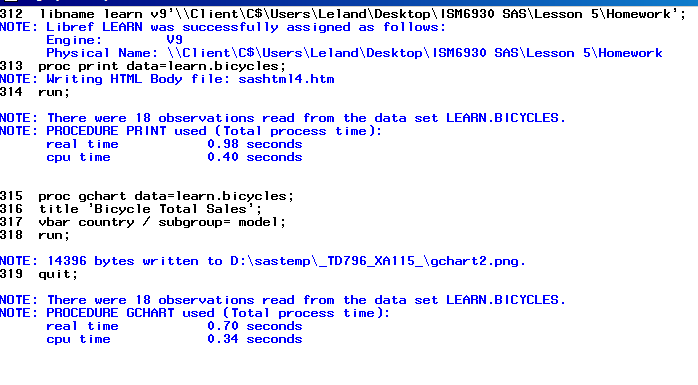 312  libname learn v9'\\Client\C$\Users\Leland\Desktop\ISM6930 SAS\Lesson 5\Homework';
NOTE: Libref LEARN was successfully assigned as follows:
      Engine:        V9
      Physical Name: \\Client\C$\Users\Leland\Desktop\ISM6930 SAS\Lesson 5\Homework
313  proc print data=learn.bicycles;
NOTE: Writing HTML Body file: sashtml4.htm
314  run;
NOTE: There were 18 observations read from the data set LEARN.BICYCLES.
NOTE: PROCEDURE PRINT used (Total process time):
      real time           0.98 seconds
      cpu time            0.40 seconds
315  proc gchart data=learn.bicycles;
316  title 'Bicycle Total Sales';
317  vbar country / subgroup= model;
318  run;
NOTE: 14396 bytes written to D:\sastemp\_TD796_XA115_\gchart2.png.
319  quit;
NOTE: There were 18 observations read from the data set LEARN.BICYCLES.
NOTE: PROCEDURE GCHART used (Total process time):
      real time           0.70 seconds
      cpu time            0.34 seconds